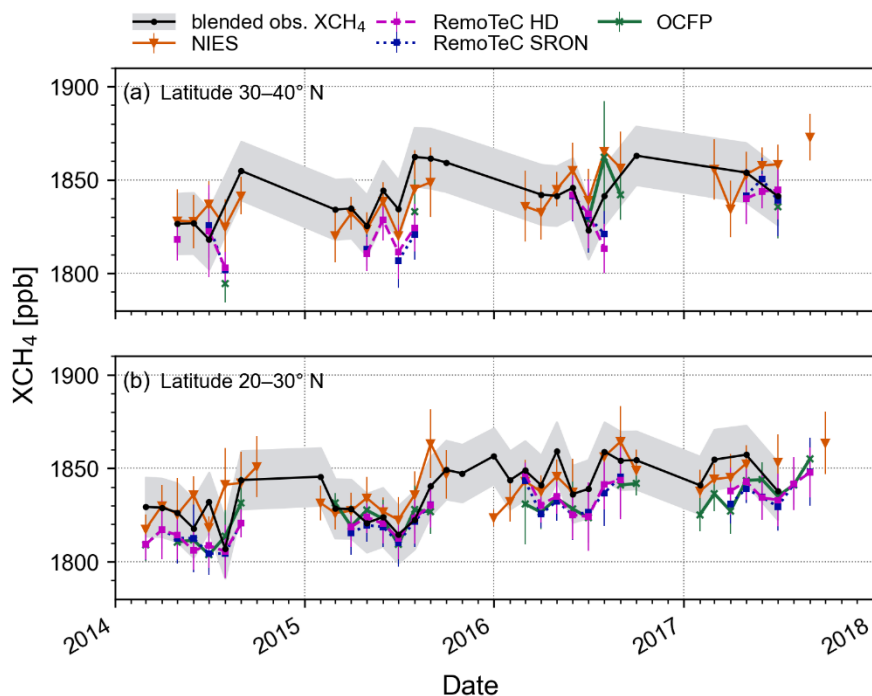 blended obs. XCH₄
NIES
RemoTeC HD
RemoTeC SRON
OCFP
XCH₄ [ppb]
1900
1850
1800
(a) Latitude 30–40° N
1900
1850
1800
(b) Latitude 20–30° N
2014
2015
2016
2017
2018
Date